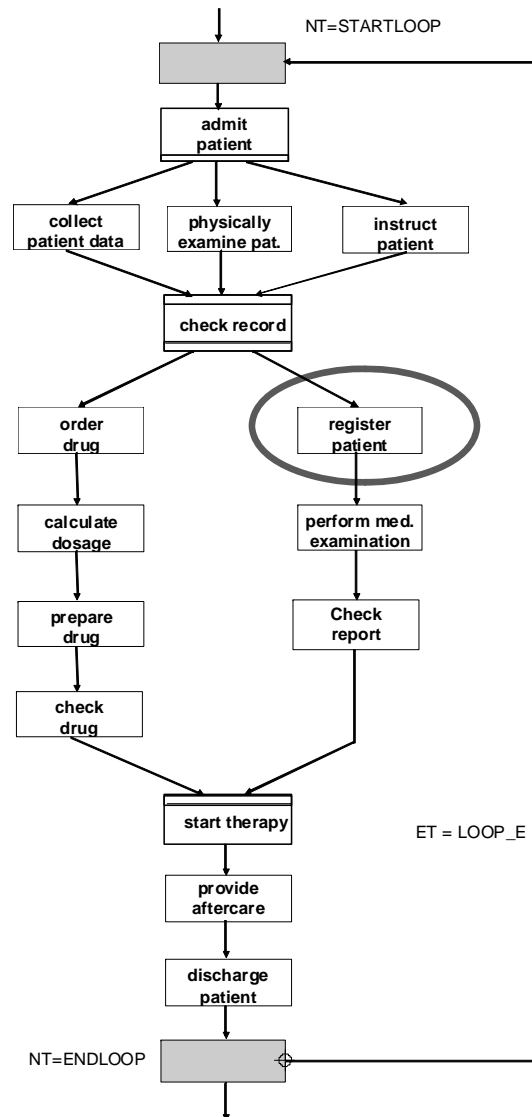 NT=STARTLOOP
admit
patient
collect
patient data
physically
examine pat.
instruct
patient
check record
order
drug
register
patient
calculate
dosage
perform med.
examination
prepare
drug
Check
report
check
drug
start therapy
ET = LOOP_E
provide
aftercare
discharge
patient
NT=ENDLOOP